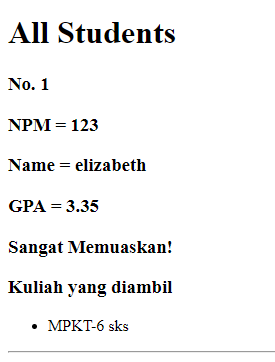 All Students
No. 1
NPM = 123
Name = elizabeth
GPA = 3.35
Sangat Memuaskan!
Kuliah yang diambil
• MPKT-6 sks